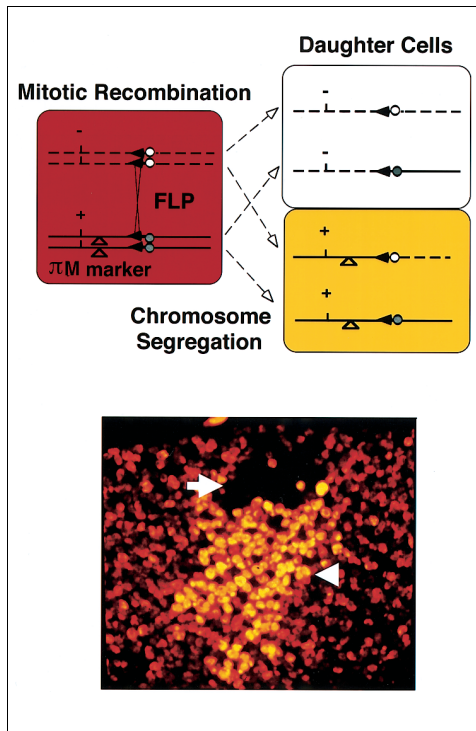 Daughter Cells
Mitotic Recombination
-
-
-
FLP
+
πM marker
+
+
Chromosome
Segregation